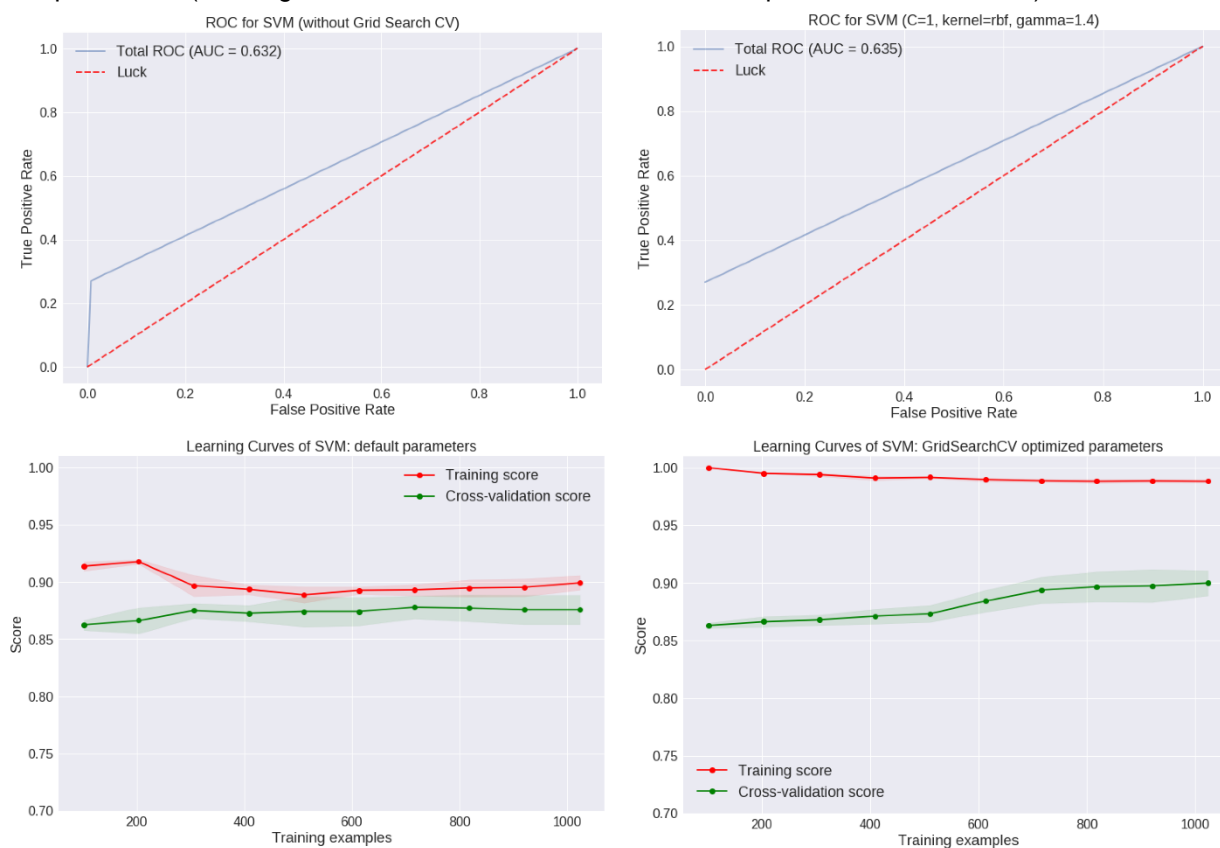 ROC for SVM (without Grid Search CV)
1.0
0.8
0.6
0.4
0.2
0.0
True Positive Rate
Total ROC (AUC = 0.632)
Luck
0.0 0.2 0.4 0.6 0.8 1.0
False Positive Rate
ROC for SVM (C=1, kernel=rbf, gamma=1.4)
1.0
0.8
0.6
0.4
0.2
0.0
True Positive Rate
Total ROC (AUC = 0.635)
Luck
0.0 0.2 0.4 0.6 0.8 1.0
False Positive Rate
Learning Curves of SVM: default parameters
1.00
0.95
0.90
0.85
0.80
0.75
0.70
Score
Training score
Cross-validation score
200 400 600 800 1000
Training examples
Learning Curves of SVM: GridSearchCV optimized parameters
1.00
0.95
0.90
0.85
0.80
0.75
0.70
Score
Training score
Cross-validation score
200 400 600 800 1000
Training examples